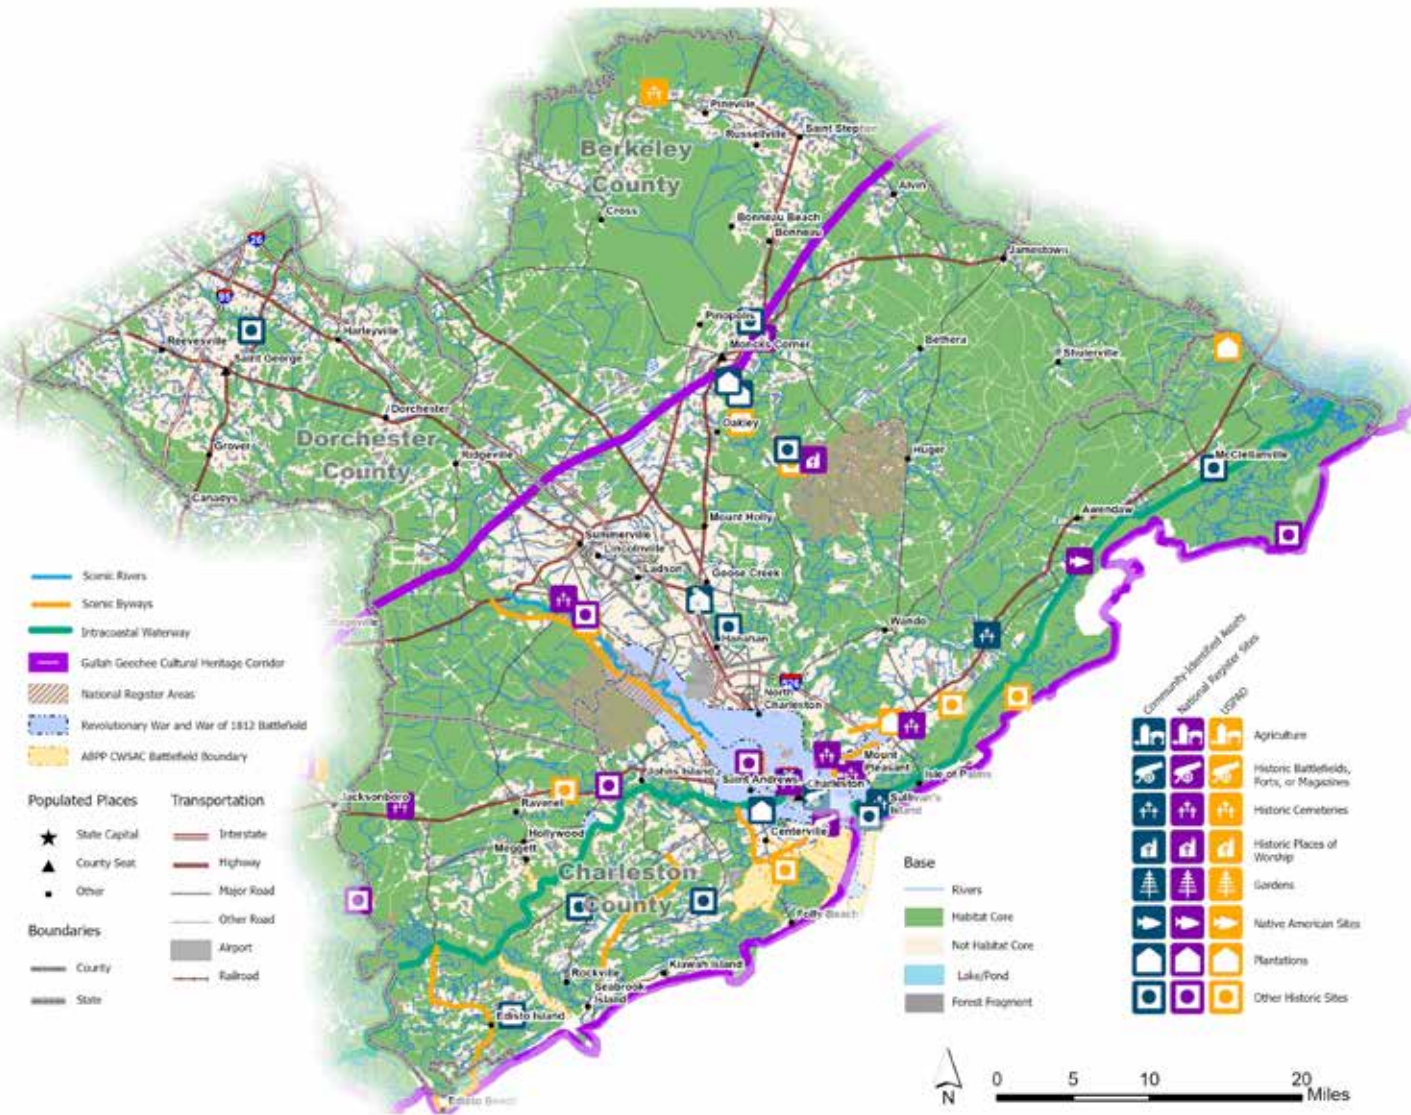 Pineville
Russellville
Berkeley
County
Alvin
Cross
Bonneau Beach
Bonneau
26
Jamestown
95
Pinopolis
Harleyville
Reevesville
Saint George
Moncks Corner
Bethera
Shulerville
Dorchester
Oakley
Dorchester
County
Grover
Ridgeville
Huger
McClellanville
Canadys
Awendaw
Mount Holly
Summerville
Lincolnville
Ladson
Goose Creek
Hanahan
Wando
North
Charleston
Mount
Pleasant
Johns Island
Saint Andrews
Charleston
Isle of Palms
Sullivan's
Island
Jacksonboro
Ravenel
Hollywood
Centerville
Meggett
Charleston
County
Folly Beach
Kiawah Island
Rockville
Seabrook
Island
Edisto Island
Edisto Beach
Scenic Rivers
Scenic Byways
Intracoastal Waterway
Gullah Geechee Cultural Heritage Corridor
National Register Areas
Revolutionary War and War of 1812 Battlefield
ABPP CWSAC Battlefield Boundary
Populated Places
State Capital
County Seat
Other
Boundaries
County
State
Transportation
Interstate
Highway
Major Road
Other Road
Airport
Railroad
Base
Rivers
Habitat Core
Not Habitat Core
Lake/Pond
Forest Fragment
Community-Identified Assets
National Register Sites
USPAD
Agriculture
Historic Battlefields,
Forts, or Magazines
Historic Cemeteries
Historic Places of
Worship
Gardens
Native American Sites
Plantations
Other Historic Sites
N
0 5 10 20
Miles